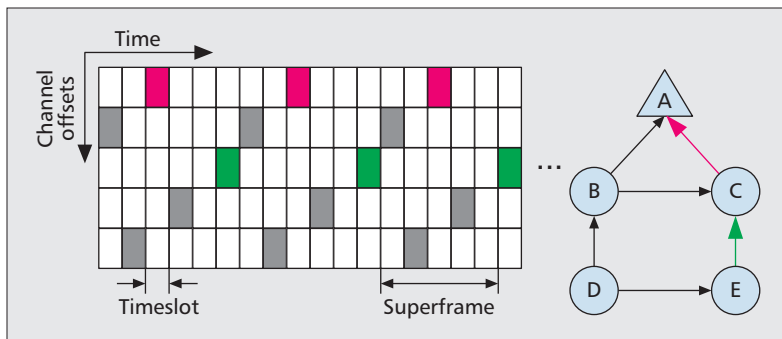 Time
Channel
offsets
Timeslot
Superframe
...
A
B
C
D
E